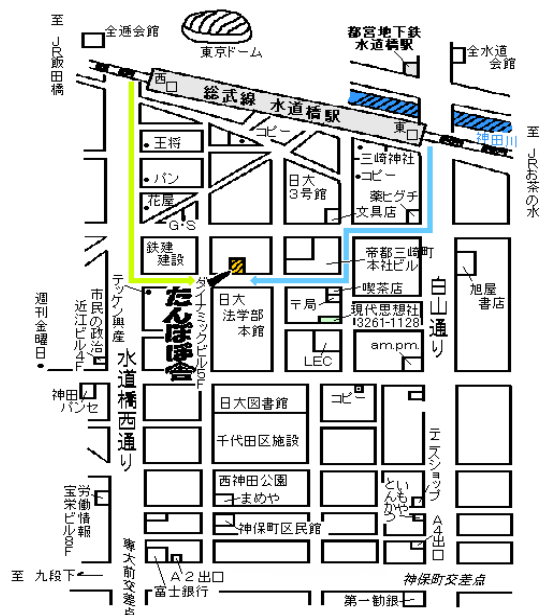 至 JR飯田橋
全逓会館
東京ドーム
都営地下鉄
水道橋駅
全水道
会館
西
総武線 水道橋駅
東
神田川
至 JRお茶の水
コピー
王将
パン
花屋
G・S
三崎神社
コピー
日大
3号館
薬ヒグチ
文具店
鉄建
建設
帝都三崎町
本社ビル
喫茶店
〒局
現代思想社
3261-1128
LEC
am.pm.
旭屋
書店
白山通り
日大
法学部
本館
ダイナミックビル5F
たんぽぽ舎
テッケン興産
市民の政治
近江ビル4F
週刊金曜日
水道橋西通り
神田
パンセ
日大図書館
コピー
千代田区施設
西神田公園
まめや
神保町区民館
労働情報
宝栄ビル8F
テニスショップ
といんもかやつ
A4出口
専大前交差点
A2出口
富士銀行
至 九段下
神保町交差点
第一勧銀